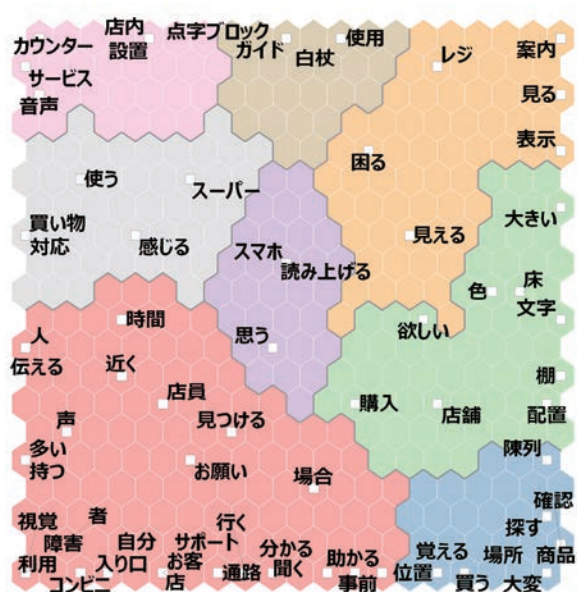 カウンター
店内
設置
点字ブロック
サービス
音声
ガイド
白杖
使用
レジ
案内
見る
表示
困る
見える
使う
スーパー
買い物
対応
感じる
スマホ
読み上げる
思う
大きい
色
床
文字
欲しい
棚
購入
店舗
配置
人
伝える
時間
近く
店員
声
見つける
多い
持つ
お願い
場合
視覚
障害
利用
者
自分
入り口
コンビニ
行く
サポート
お客
店
通路
分かる
聞く
助かる
事前
陳列
確認
探す
覚える
場所
商品
位置
買う
大変